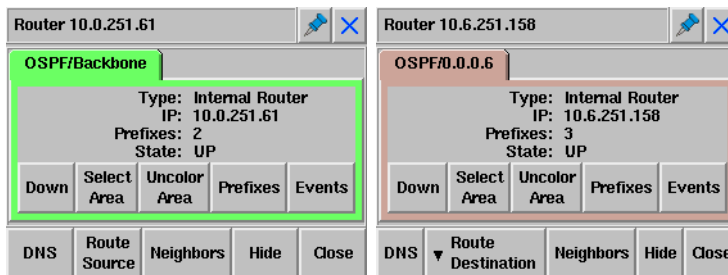 Router 10.0.251.61
OSPF/Backbone
Type: Internal Router
IP: 10.0.251.61
Prefixes: 2
State: UP
Down
Select Area
Uncolor Area
Prefixes
Events
DNS
Route Source
Neighbors
Hide
Close
Router 10.6.251.158
OSPF/0.0.0.6
Type: Internal Router
IP: 10.6.251.158
Prefixes: 3
State: UP
Down
Select Area
Uncolor Area
Prefixes
Events
DNS
Route Destination
Neighbors
Hide
Close